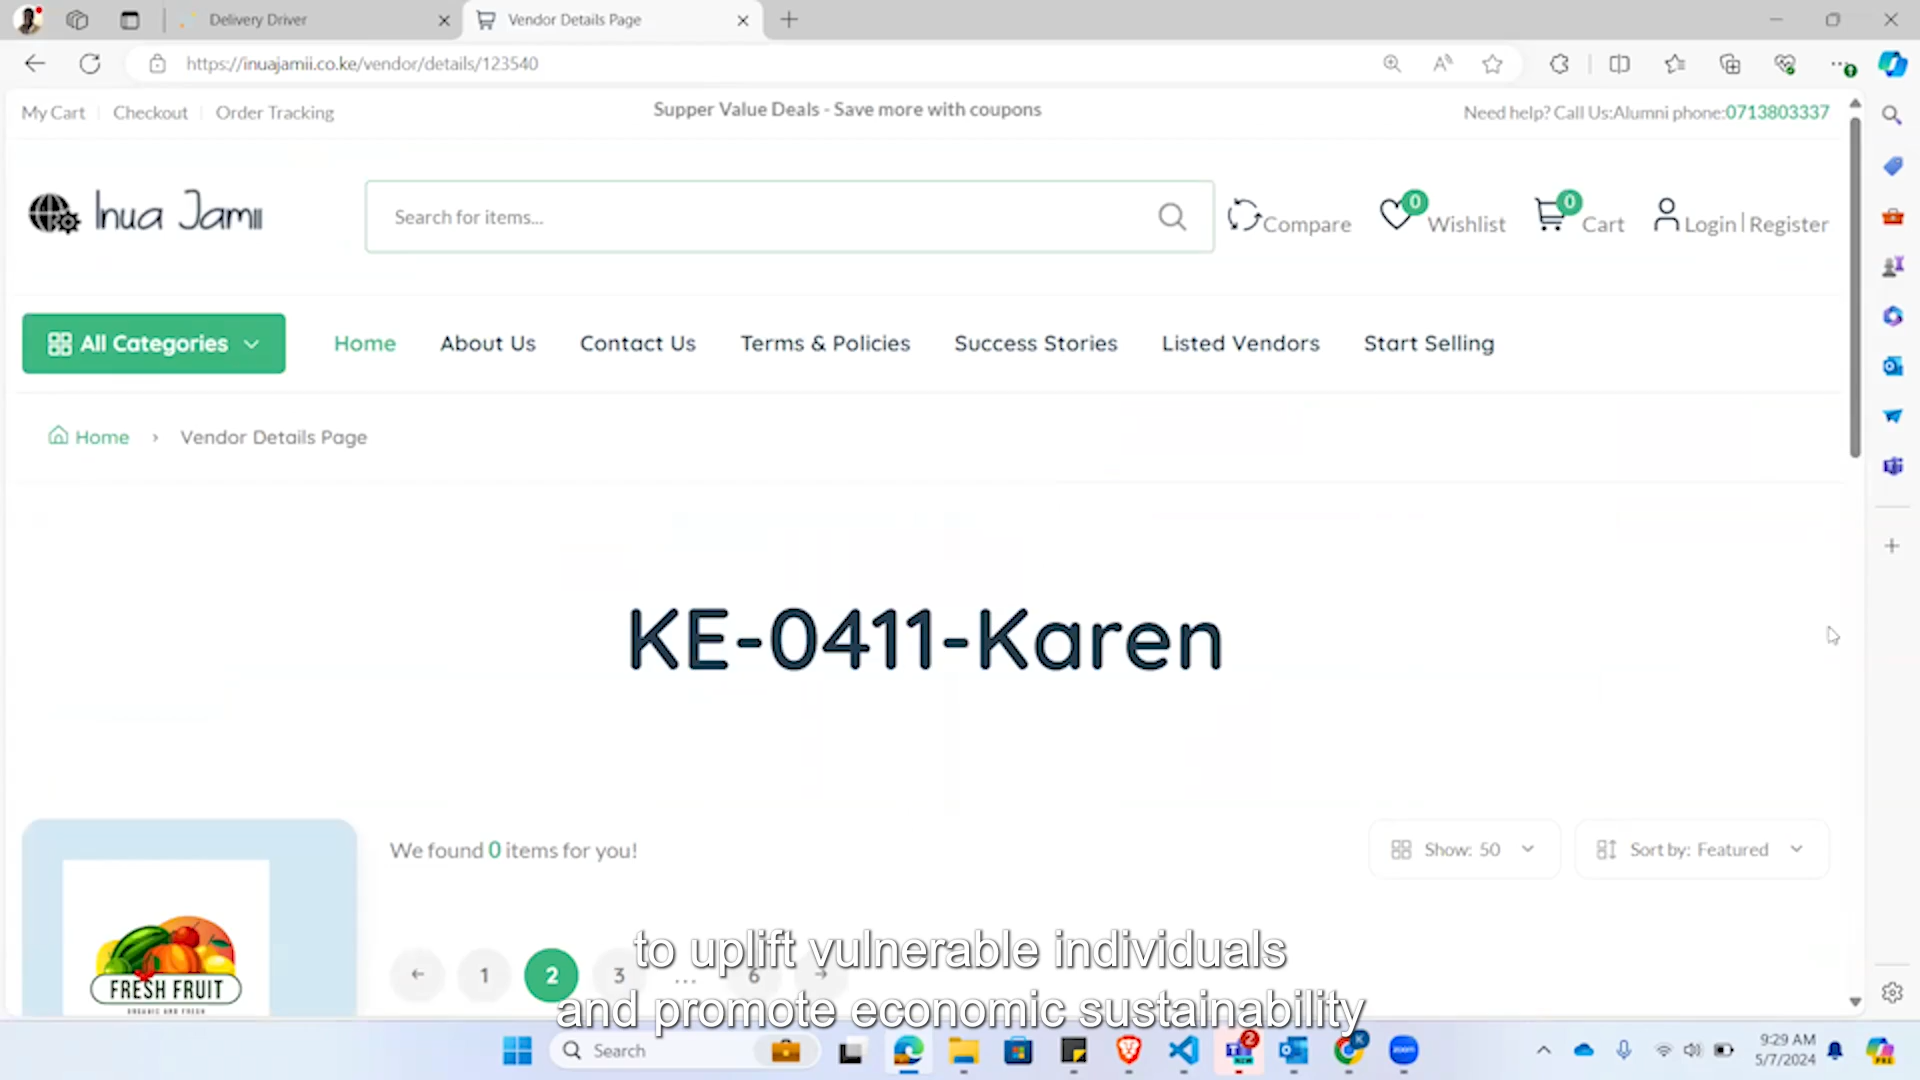 Delivery Driver
Vendor Details Page
https://inuajamii.co.ke/vendor/details/123540
My Cart
Checkout
Order Tracking
Supper Value Deals - Save more with coupons
Need help? Call Us:Alumni phone:0713803337
Inua Jamii
Search for items...
Compare
0
Wishlist
0
Cart
Login | Register
All Categories
Home
About Us
Contact Us
Terms & Policies
Success Stories
Listed Vendors
Start Selling
Home
Vendor Details Page
KE-0411-Karen
FRESH FRUIT
ORGANIC AND FRESH
We found 0 items for you!
Show: 50
Sort by: Featured
1
2
3
...
6
to uplift vulnerable individuals
and promote economic sustainability
Search
2
K
zoom
9:29 AM
5/7/2024